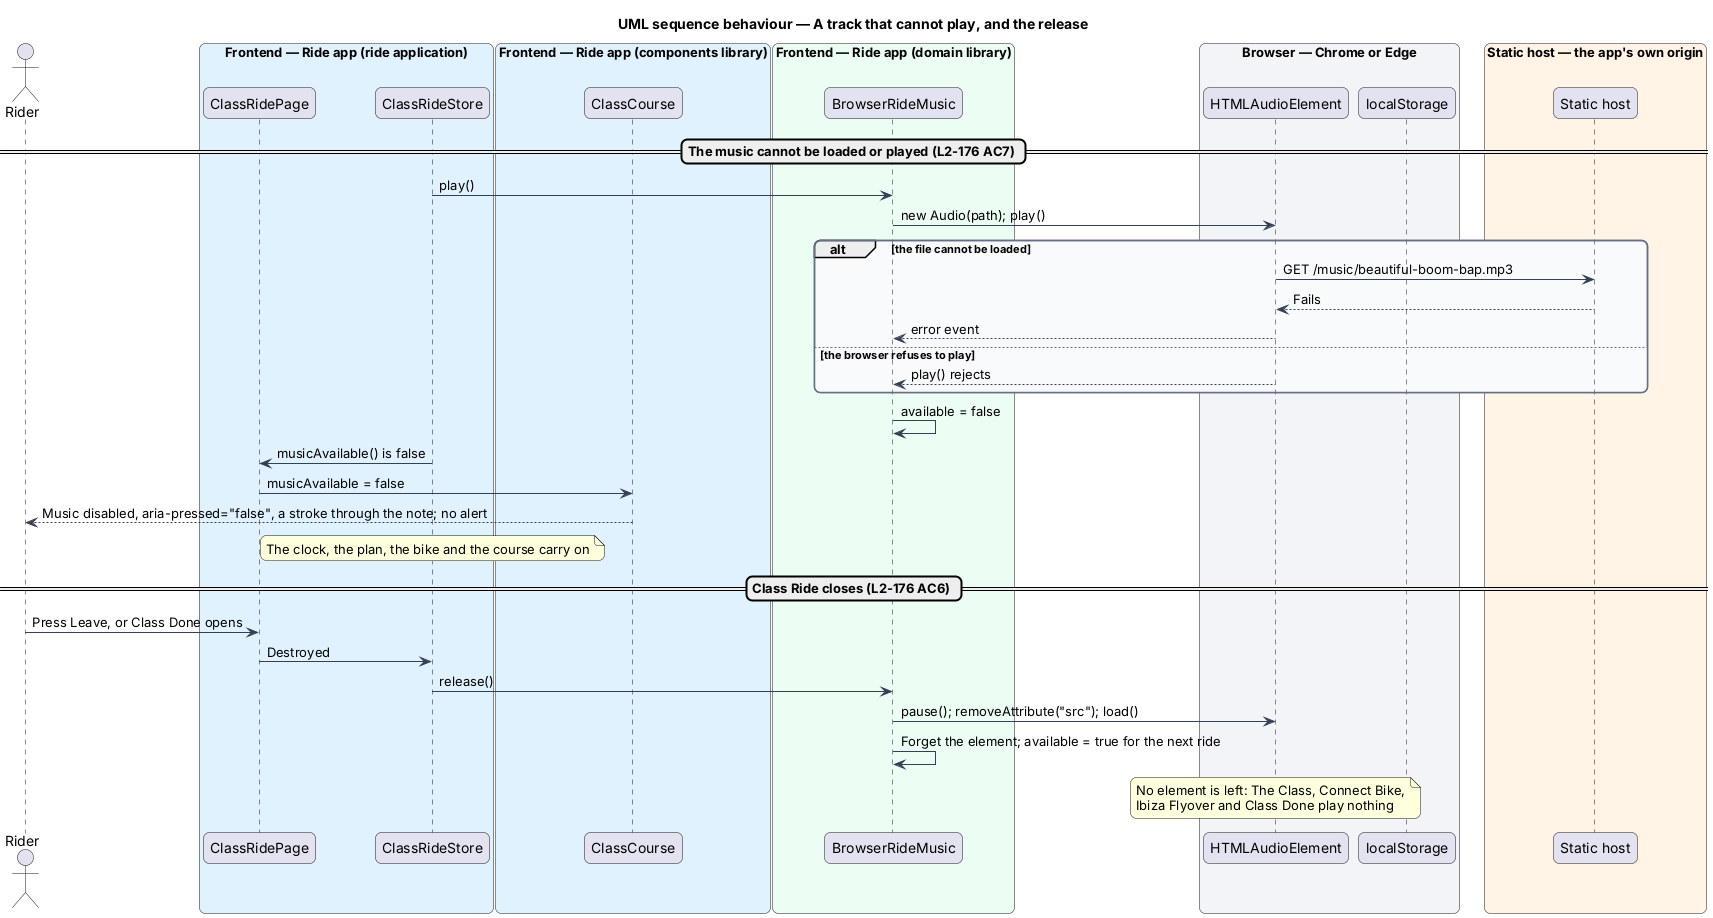 UML sequence behaviour — A track that cannot play, and the release
Frontend — Ride app (ride application)
Frontend — Ride app (components library)
Frontend — Ride app (domain library)
Browser — Chrome or Edge
Static host — the app's own origin
Rider
ClassRidePage
ClassRideStore
ClassCourse
BrowserRideMusic
HTMLAudioElement
localStorage
Static host
The music cannot be loaded or played (L2-176 AC7)
play()
new Audio(path); play()
alt
[the file cannot be loaded]
GET /music/beautiful-boom-bap.mp3
Fails
error event
[the browser refuses to play]
play() rejects
available = false
musicAvailable() is false
musicAvailable = false
Music disabled, aria-pressed="false", a stroke through the note; no alert
The clock, the plan, the bike and the course carry on
Class Ride closes (L2-176 AC6)
Press Leave, or Class Done opens
Destroyed
release()
pause(); removeAttribute("src"); load()
Forget the element; available = true for the next ride
No element is left: The Class, Connect Bike,
Ibiza Flyover and Class Done play nothing
Rider
ClassRidePage
ClassRideStore
ClassCourse
BrowserRideMusic
HTMLAudioElement
localStorage
Static host